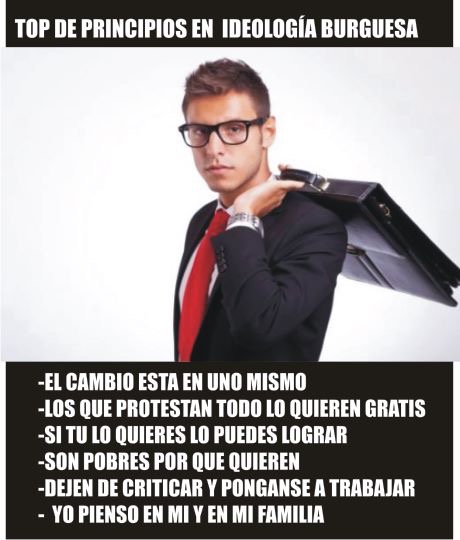 TOP DE PRINCIPIOS EN IDEOLOGÍA BURGUESA
-EL CAMBIO ESTA EN UNO MISMO
-LOS QUE PROTESTAN TODO LO QUIEREN GRATIS
-SI TU LO QUIERES LO PUEDES LOGRAR
-SON POBRES POR QUE QUIEREN
-DEJEN DE CRITICAR Y PONGANSE A TRABAJAR
- YO PIENSO EN MI Y EN MI FAMILIA